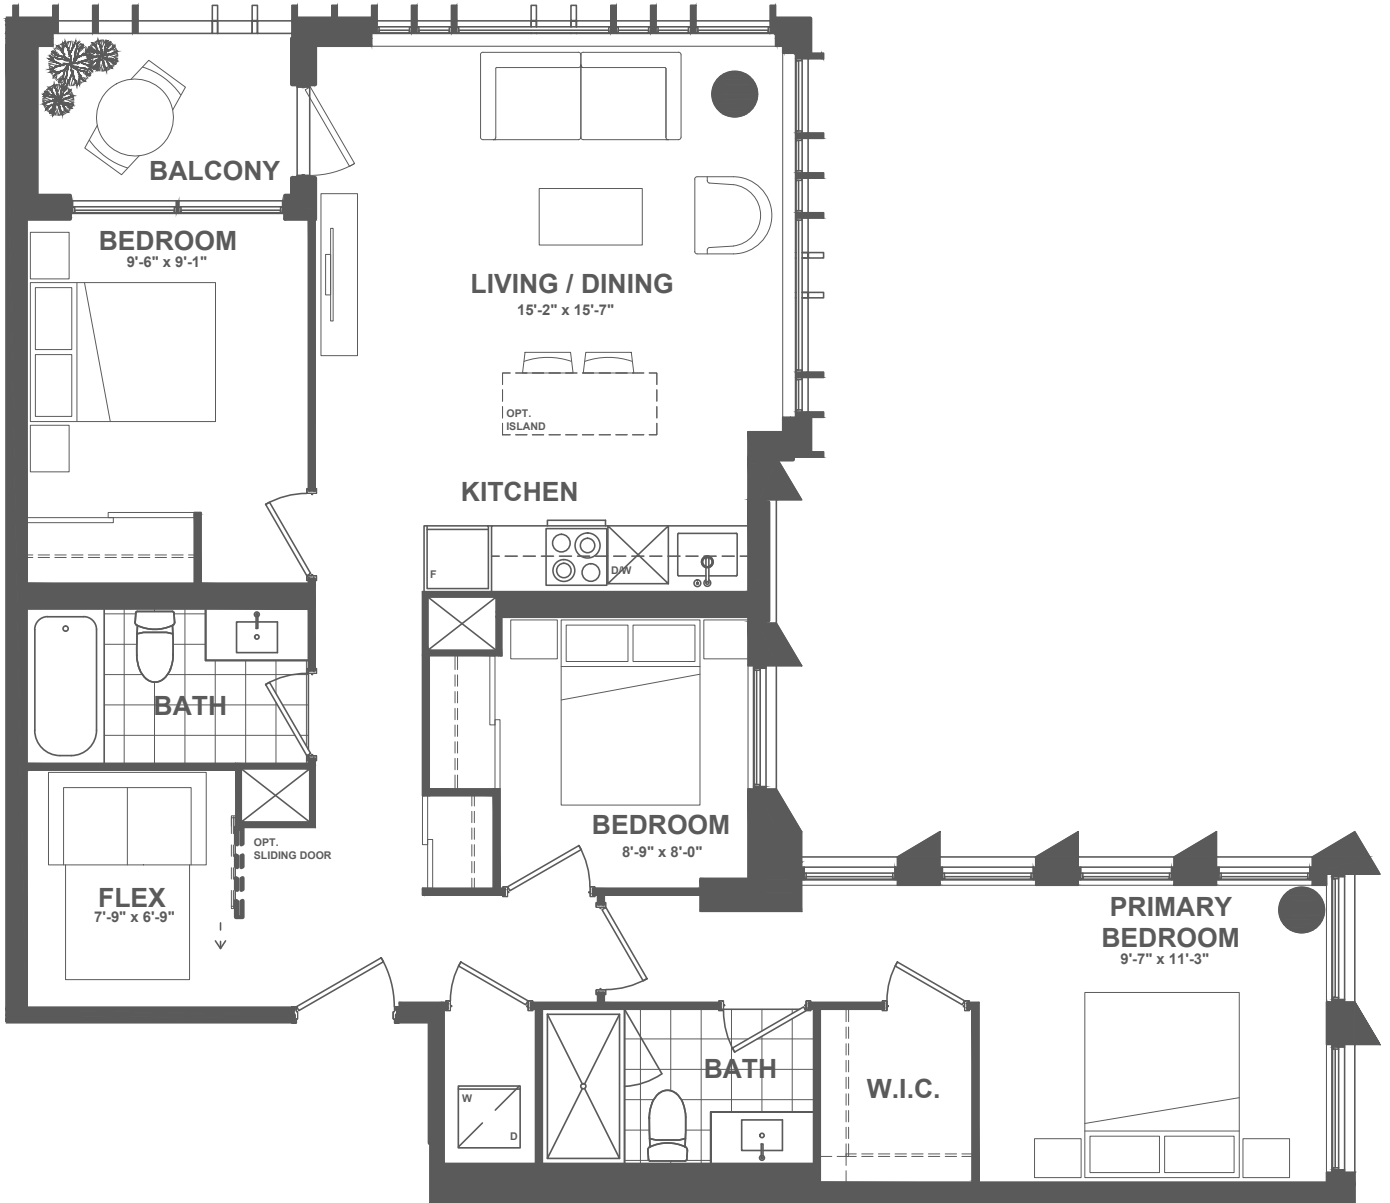 BALCONY
BEDROOM
9'-6" x 9'-1"
LIVING / DINING
15'-2" x 15'-7"
OPT.
ISLAND
KITCHEN
F
D/W
BATH
BEDROOM
8'-9" x 8'-0"
OPT.
SLIDING DOOR
FLEX
7'-9" x 6'-9"
PRIMARY
BEDROOM
9'-7" x 11'-3"
BATH
W.I.C.
W
D